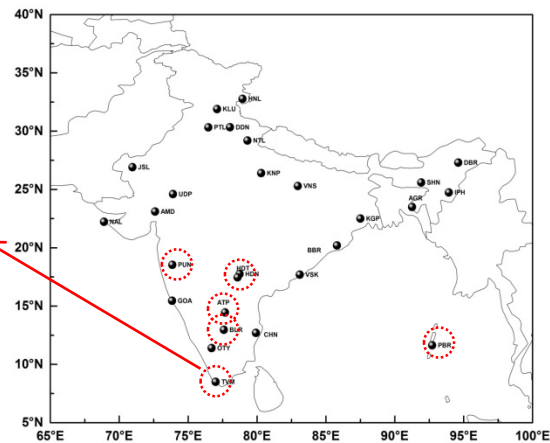 40°N
HNL
KLU
35°N
PTL DDN
30°N
NTL
DBR
JSL
KNP
SHN
25°N
UDP
VNS
IPH
AGR
AMD
NAL
KGP
20°N
BBR
PUN
HDT
HDN
VSK
15°N
GOA
ATP
BLR
CHN
OTY
PBR
10°N
TVM
5°N
65°E 70°E 75°E 80°E 85°E 90°E 95°E 100°E